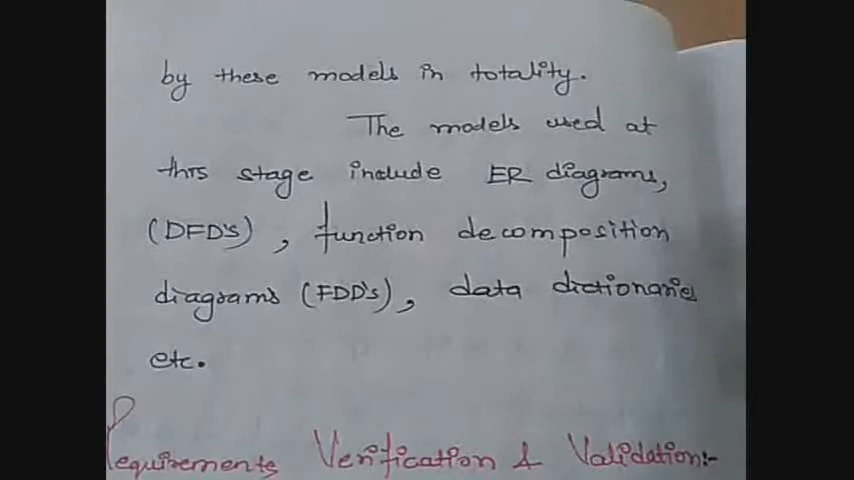 by these models in totality.
The models used at
this stage include ER diagrams,
(DFD's), function decomposition
diagrams (FDD's), data dictionaries
etc.
Requirements Verification & Validation:-